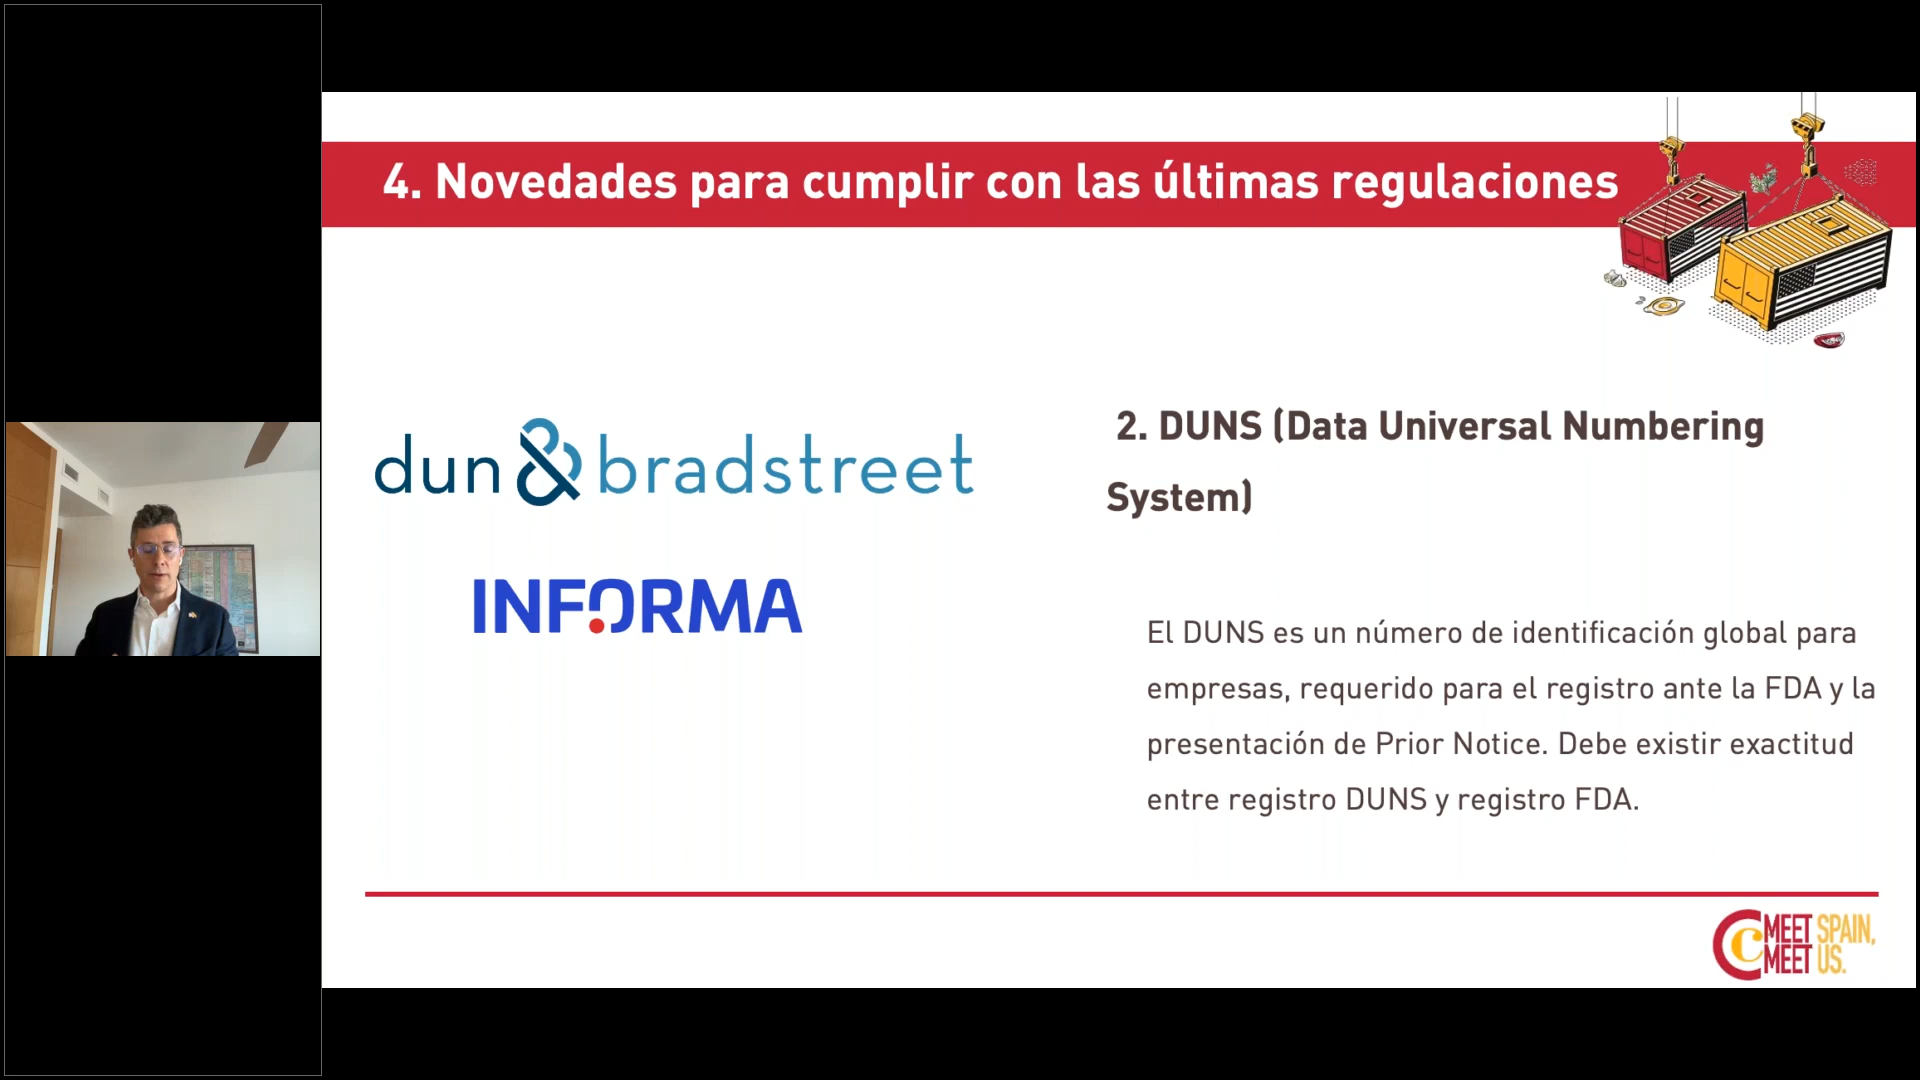 4. Novedades para cumplir con las últimas regulaciones
dun & bradstreet
INFORMA
2. DUNS (Data Universal Numbering
System)
El DUNS es un número de identificación global para
empresas, requerido para el registro ante la FDA y la
presentación de Prior Notice. Debe existir exactitud
entre registro DUNS y registro FDA.
MEET SPAIN,
MEET US.